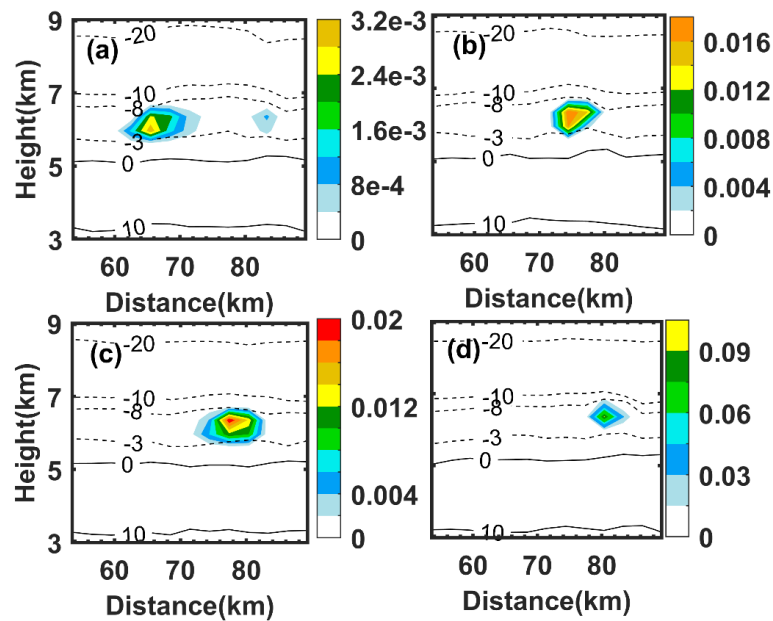 (a)
9
7
5
3
Height(km)
-20
-10
-8
-3
0
10
60 70 80
Distance(km)
3.2e-3
2.4e-3
1.6e-3
8e-4
0
(b)
-20
-10
-8
-3
0
10
60 70 80
Distance(km)
0.016
0.012
0.008
0.004
0
(c)
9
7
5
3
Height(km)
-20
-10
-8
-3
0
10
60 70 80
Distance(km)
0.02
0.012
0.004
0
(d)
-20
-10
-8
-3
0
10
60 70 80
Distance(km)
0.09
0.06
0.03
0